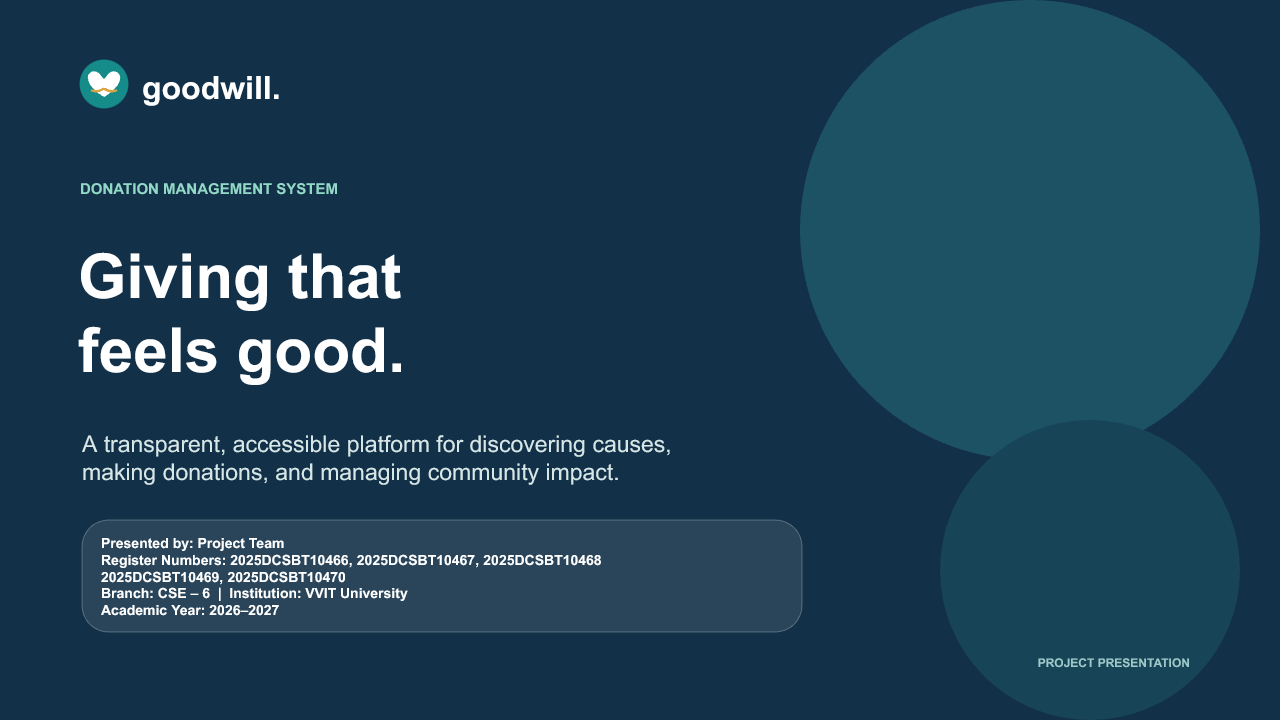 goodwill.
DONATION MANAGEMENT SYSTEM
Giving that
feels good.
A transparent, accessible platform for discovering causes,
making donations, and managing community impact.
Presented by: Project Team
Register Numbers: 2025DCSBT10466, 2025DCSBT10467, 2025DCSBT10468
2025DCSBT10469, 2025DCSBT10470
Branch: CSE – 6 | Institution: VVIT University
Academic Year: 2026–2027
PROJECT PRESENTATION